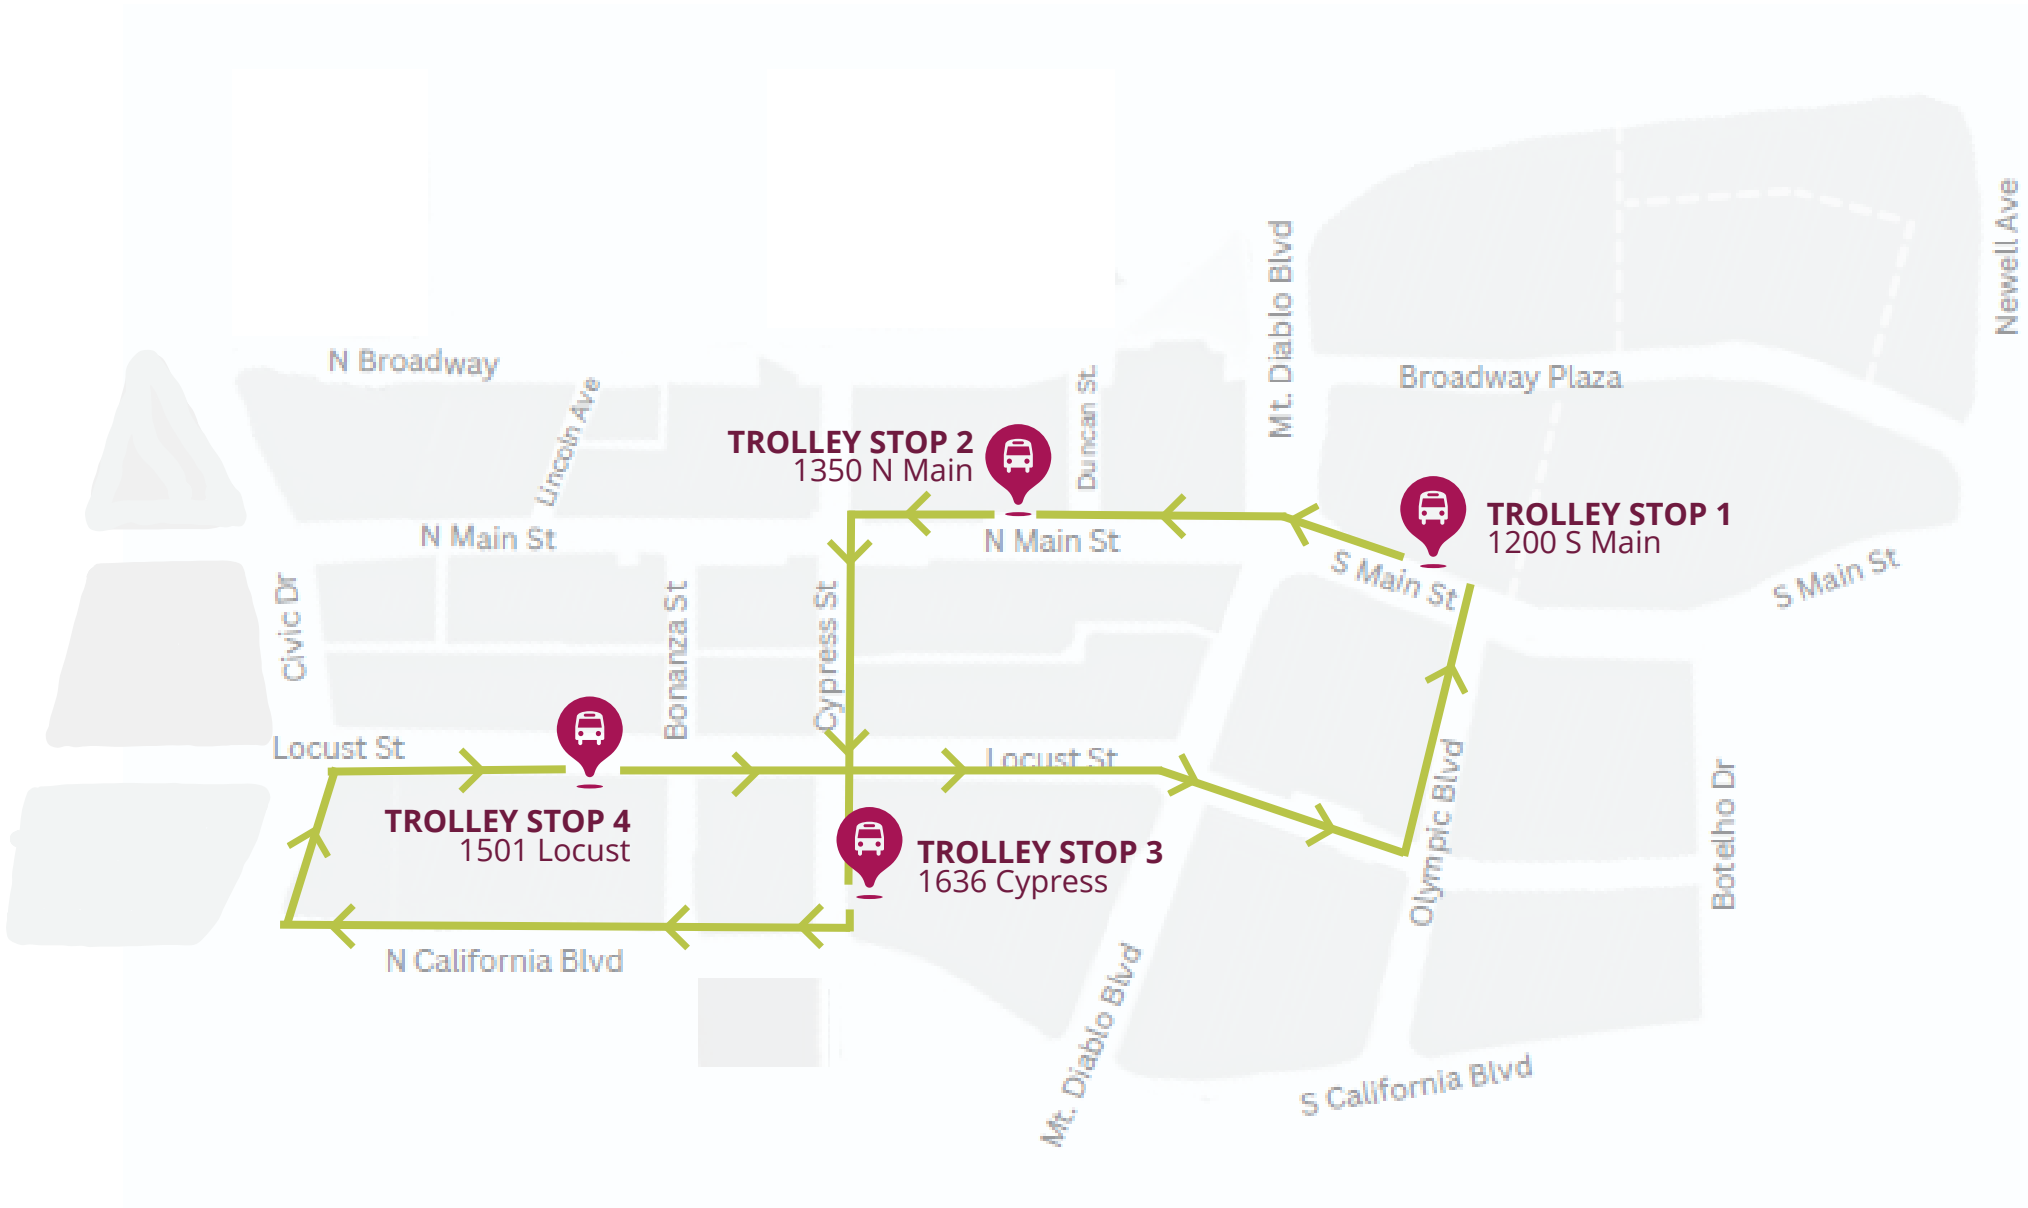 Newell Ave
Mt. Diablo Blvd
N Broadway
Broadway Plaza
Lincoln Ave
Duncan St.
TROLLEY STOP 2
1350 N Main
TROLLEY STOP 1
1200 S Main
N Main St
N Main St
S Main St
S Main St
Civic Dr
Bonanza St
Cypress St
Locust St
Locust St
Olympic Blvd
Botelho Dr
TROLLEY STOP 4
1501 Locust
TROLLEY STOP 3
1636 Cypress
N California Blvd
Mt. Diablo Blvd
S California Blvd